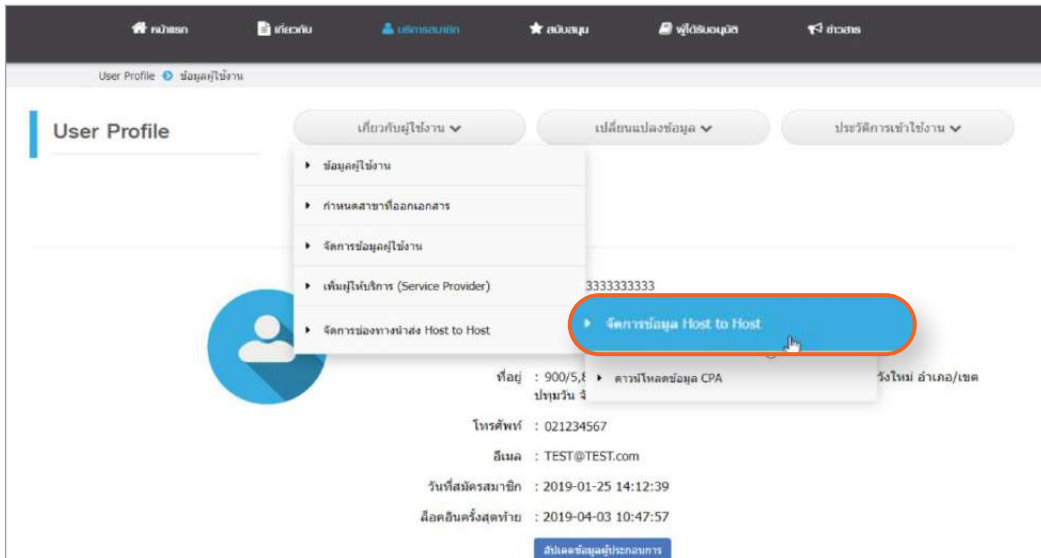 หน้าแรก
เกี่ยวกับ
บริการสมาชิก
สนับสนุน
ผู้ได้รับอนุมัติ
ข่าวสาร
User Profile ข้อมูลผู้ใช้งาน
User Profile
เกี่ยวกับผู้ใช้งาน
เปลี่ยนแปลงข้อมูล
ประวัติการเข้าใช้งาน
ข้อมูลผู้ใช้งาน
กำหนดสาขาที่ออกเอกสาร
จัดการข้อมูลผู้ใช้งาน
เพิ่มผู้ให้บริการ (Service Provider)
3333333333
จัดการช่องทางนำส่ง Host to Host
จัดการข้อมูล Host to Host
ดาวน์โหลดข้อมูล CPA
ที่อยู่ : 900/5,8 วังใหม่ อำเภอ/เขต
ปทุมวัน จั
โทรศัพท์ : 021234567
อีเมล : TEST@TEST.com
วันที่สมัครสมาชิก : 2019-01-25 14:12:39
ล็อคอินครั้งสุดท้าย : 2019-04-03 10:47:57
อัปเดตข้อมูลผู้ประกอบการ